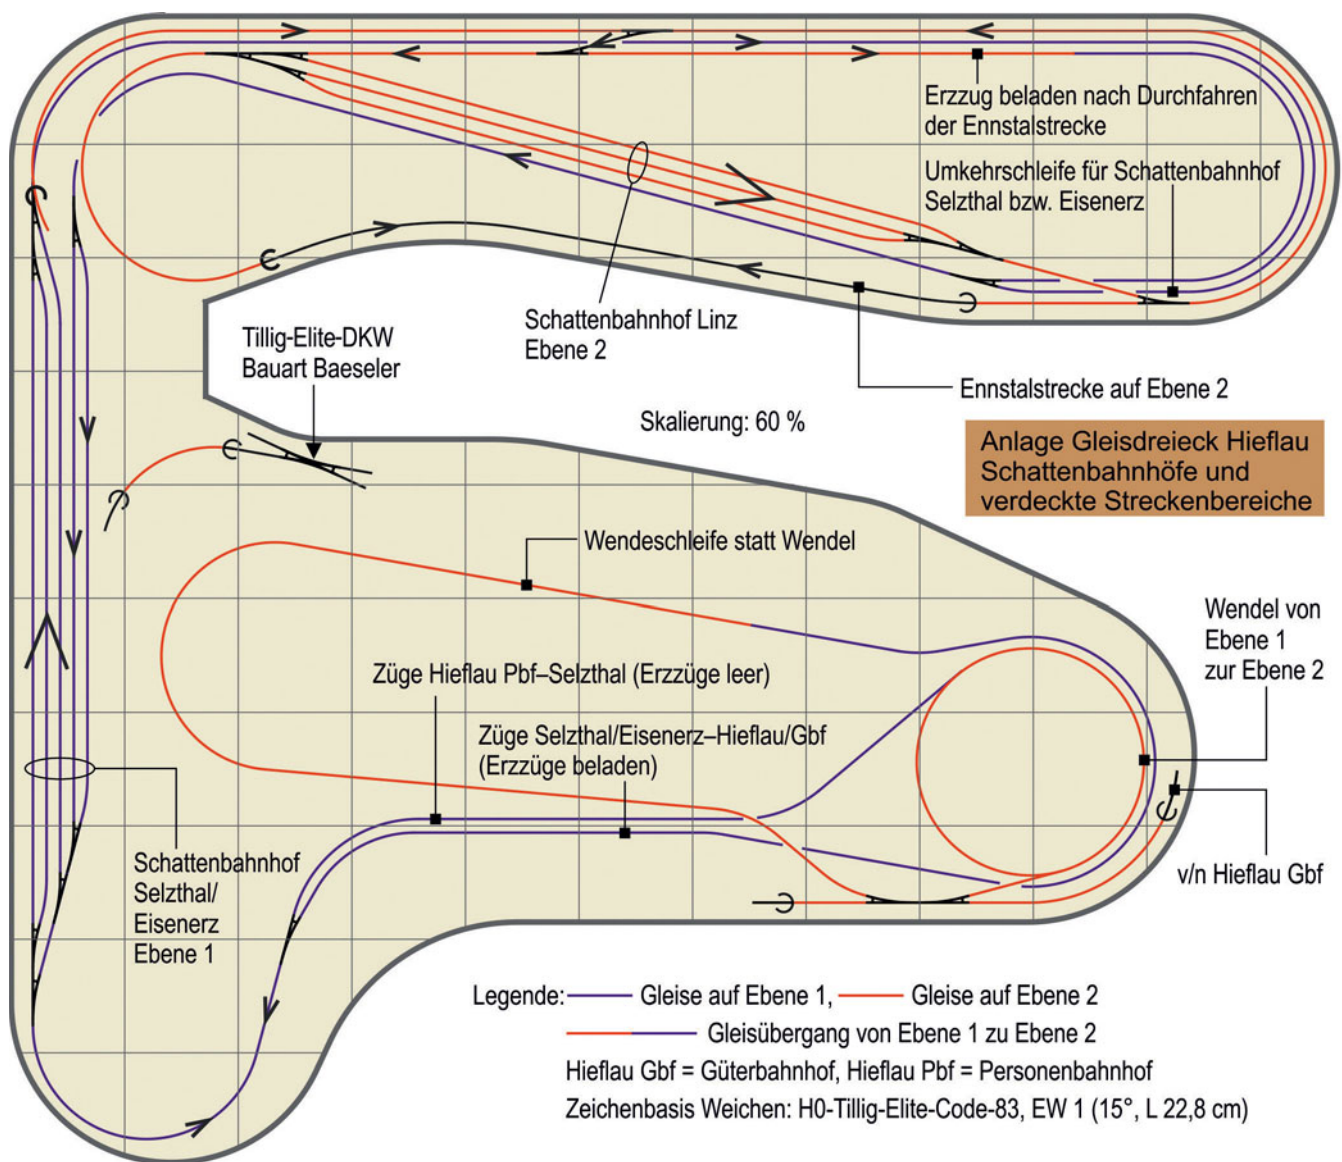 Erzzug beladen nach Durchfahren
der Ennstalstrecke
Umkehrschleife für Schattenbahnhof
Selzthal bzw. Eisenerz
Schattenbahnhof Linz
Ebene 2
Tillig-Elite-DKW
Bauart Baeseler
Ennstalstrecke auf Ebene 2
Skalierung: 60 %
Anlage Gleisdreieck Hieflau
Schattenbahnhöfe und
verdeckte Streckenbereiche
Wendeschleife statt Wendel
Wendel von
Ebene 1
zur Ebene 2
Züge Hieflau Pbf–Selzthal (Erzzüge leer)
Züge Selzthal/Eisenerz–Hieflau/Gbf
(Erzzüge beladen)
Schattenbahnhof
Selzthal/
Eisenerz
Ebene 1
v/n Hieflau Gbf
Legende: Gleise auf Ebene 1, Gleise auf Ebene 2
Gleisübergang von Ebene 1 zu Ebene 2
Hieflau Gbf = Güterbahnhof, Hieflau Pbf = Personenbahnhof
Zeichenbasis Weichen: H0-Tillig-Elite-Code-83, EW 1 (15°, L 22,8 cm)